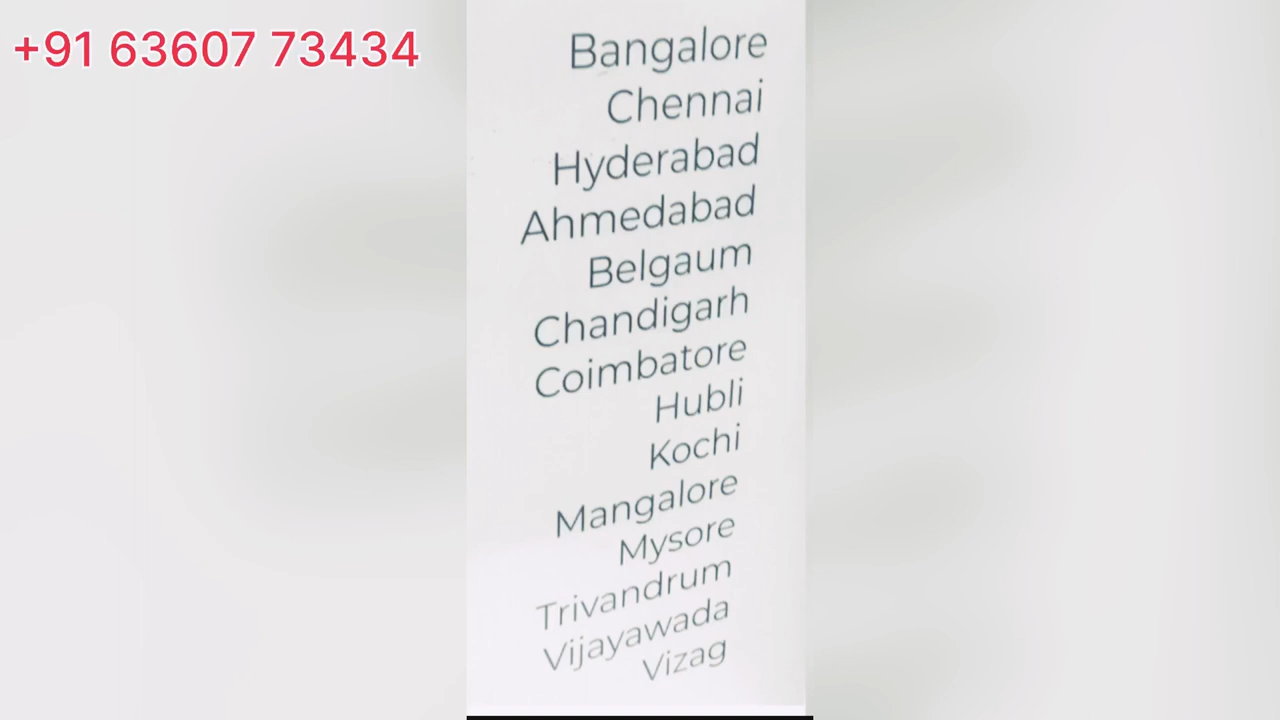 +91 63607 73434
Bangalore
Chennai
Hyderabad
Ahmedabad
Belgaum
Chandigarh
Coimbatore
Hubli
Kochi
Mangalore
Mysore
Trivandrum
Vijayawada
Vizag